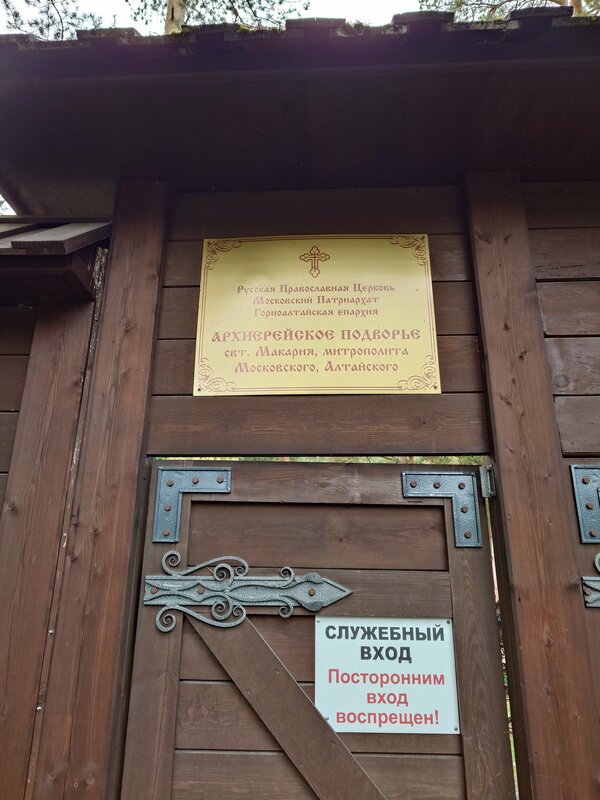 Русская Православная Церковь
Московский Патриархат
Горноалтайская епархия
АРХИЕРЕЙСКОЕ ПОДВОРЬЕ
свт. Макария, митрополита
Московского, Алтайского
СЛУЖЕБНЫЙ
ВХОД
Посторонним
вход
воспрещен!